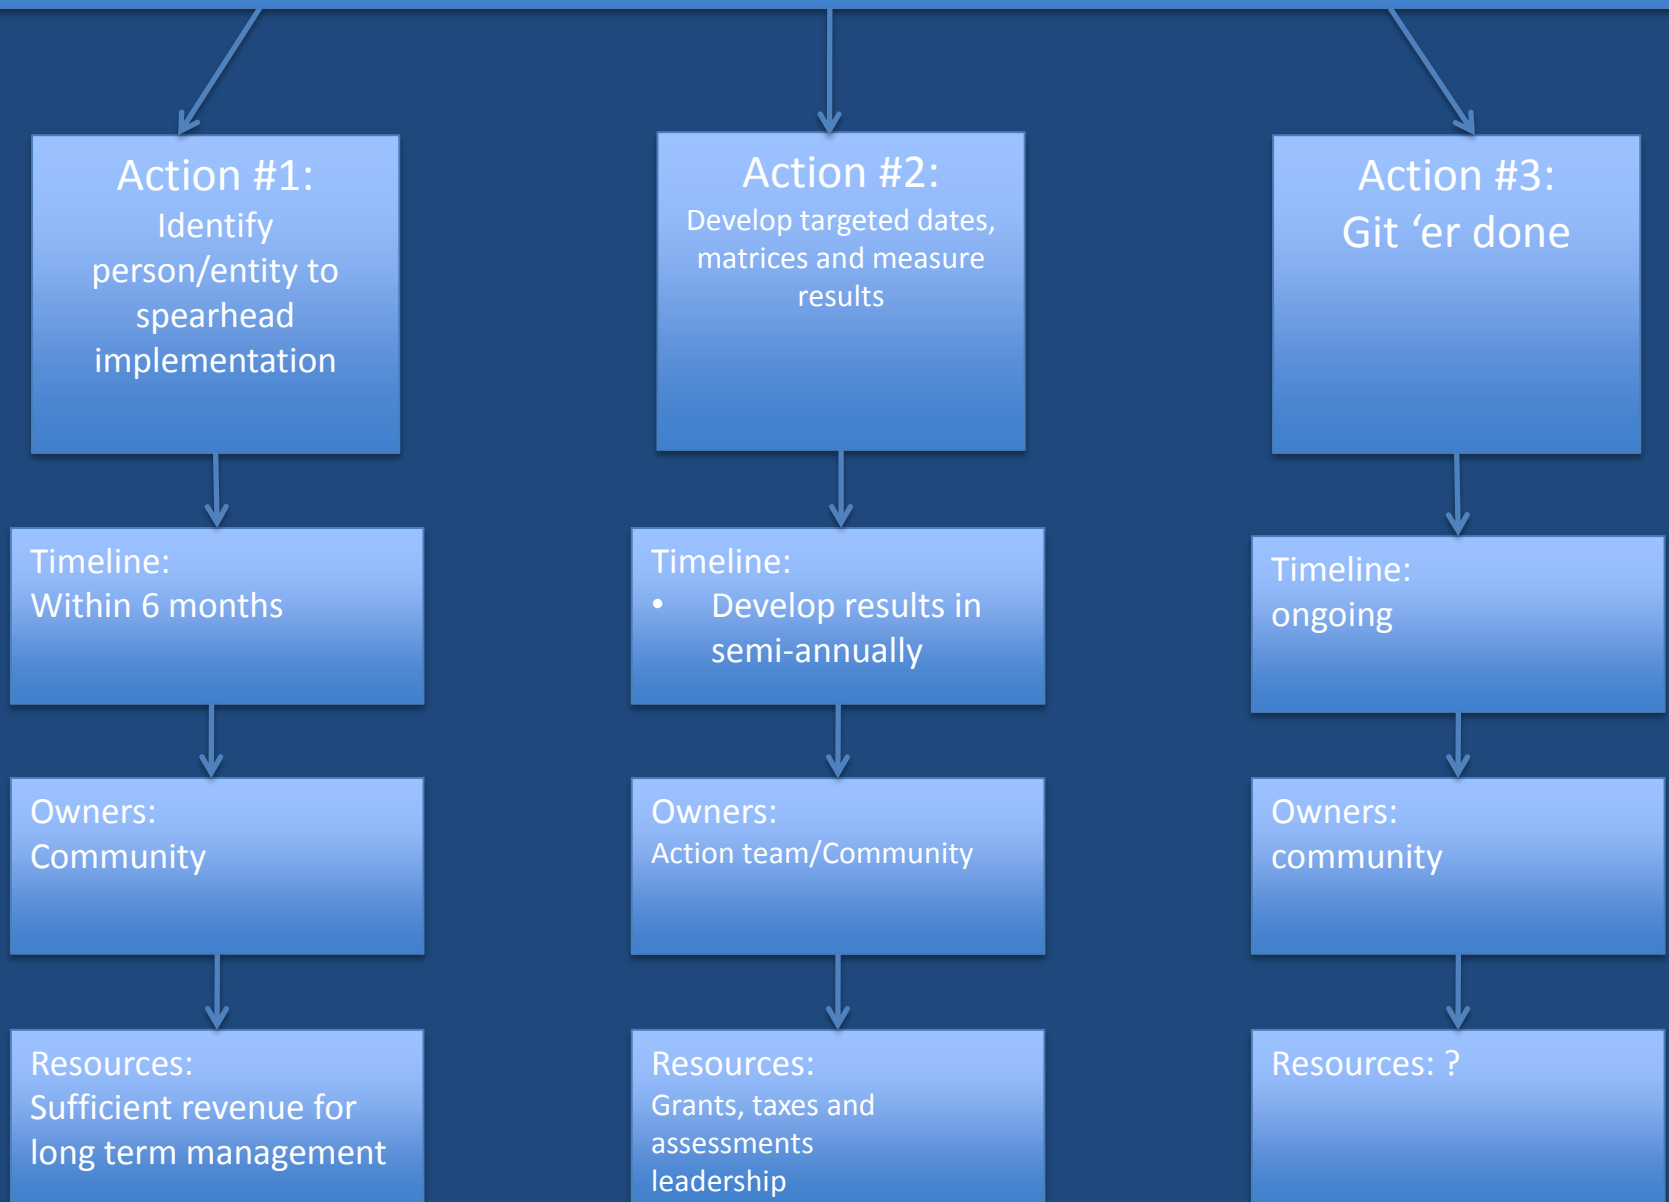 Action #1:
Identify
person/entity to
spearhead
implementation
Timeline:
Within 6 months
Owners:
Community
Resources:
Sufficient revenue for
long term management
Action #2:
Develop targeted dates,
matrices and measure
results
Timeline:
• Develop results in
semi-annually
Owners:
Action team/Community
Resources:
Grants, taxes and
assessments
leadership
Action #3:
Git ‘er done
Timeline:
ongoing
Owners:
community
Resources: ?